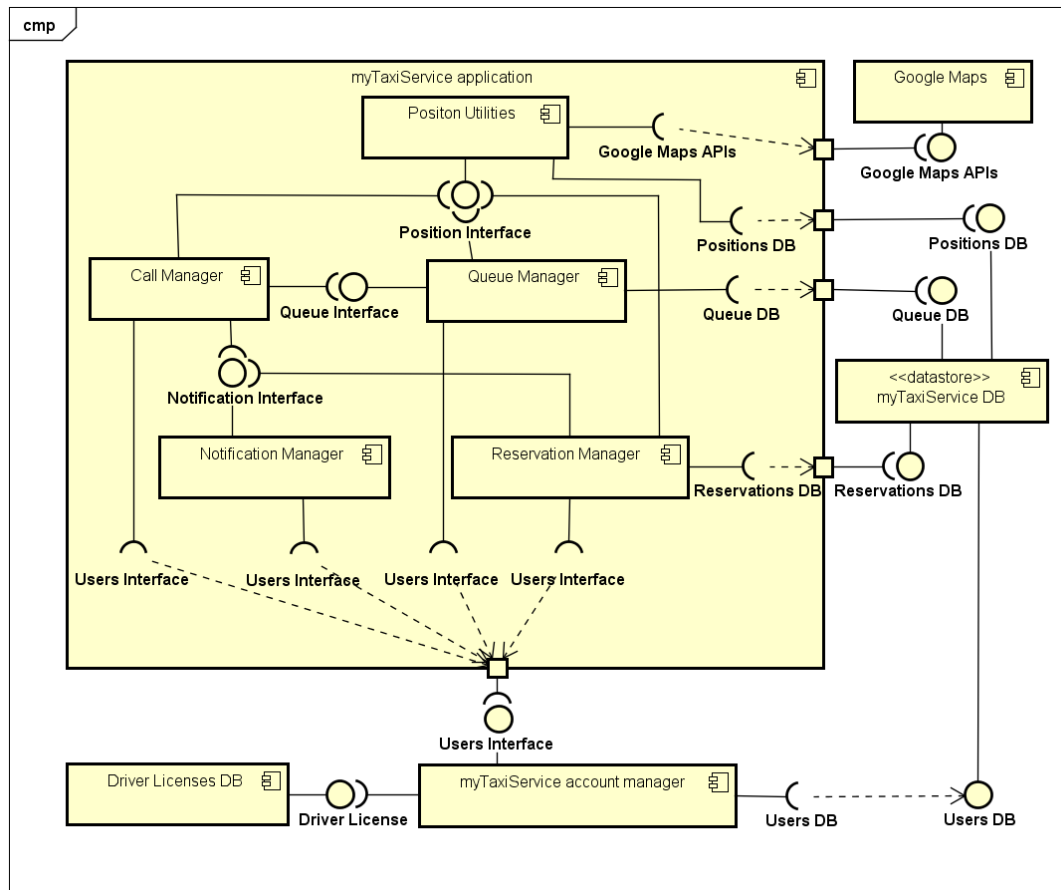 cmp
myTaxiService application
Google Maps
Positon Utilities
Google Maps APIs
Google Maps APIs
Position Interface
Positions DB
Positions DB
Call Manager
Queue Manager
Queue Interface
Queue DB
Queue DB
<<datastore>>
myTaxiService DB
Notification Interface
Notification Manager
Reservation Manager
Reservations DB
Reservations DB
Users Interface
Users Interface
Users Interface
Users Interface
Users Interface
Driver Licenses DB
myTaxiService account manager
Driver License
Users DB
Users DB